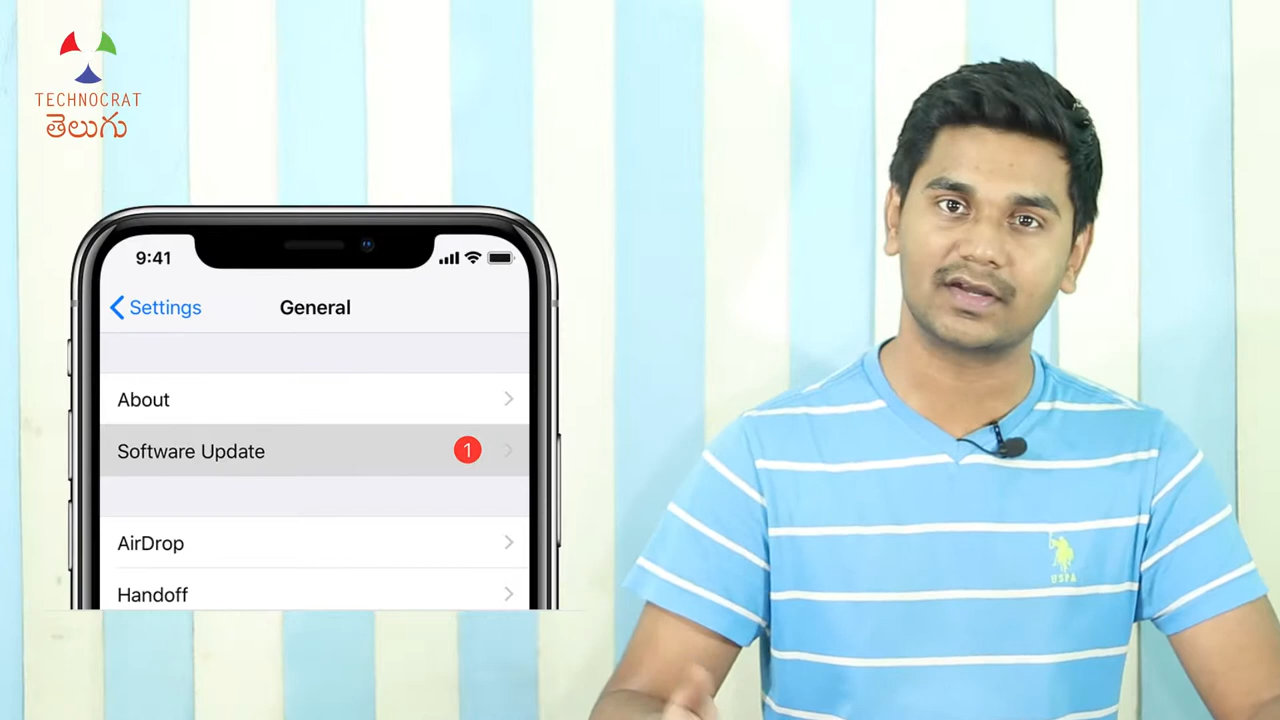 TECHNOCRAT
తెలుగు
9:41
Settings
General
About
Software Update
1
AirDrop
Handoff
USPA